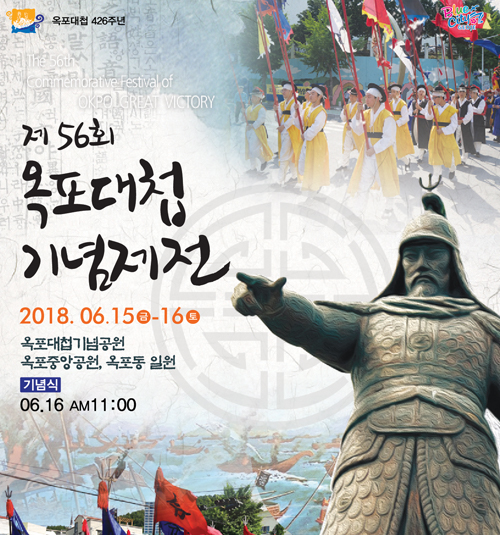 옥포대첩 426주년
The 56th
Commemorative Festival of
OKPO GREAT VICTORY
제 56회
옥포대첩
기념제전
2018. 06.15 금 -16 토
옥포대첩기념공원
옥포중앙공원, 옥포동 일원
기념식
06.16 AM11:00